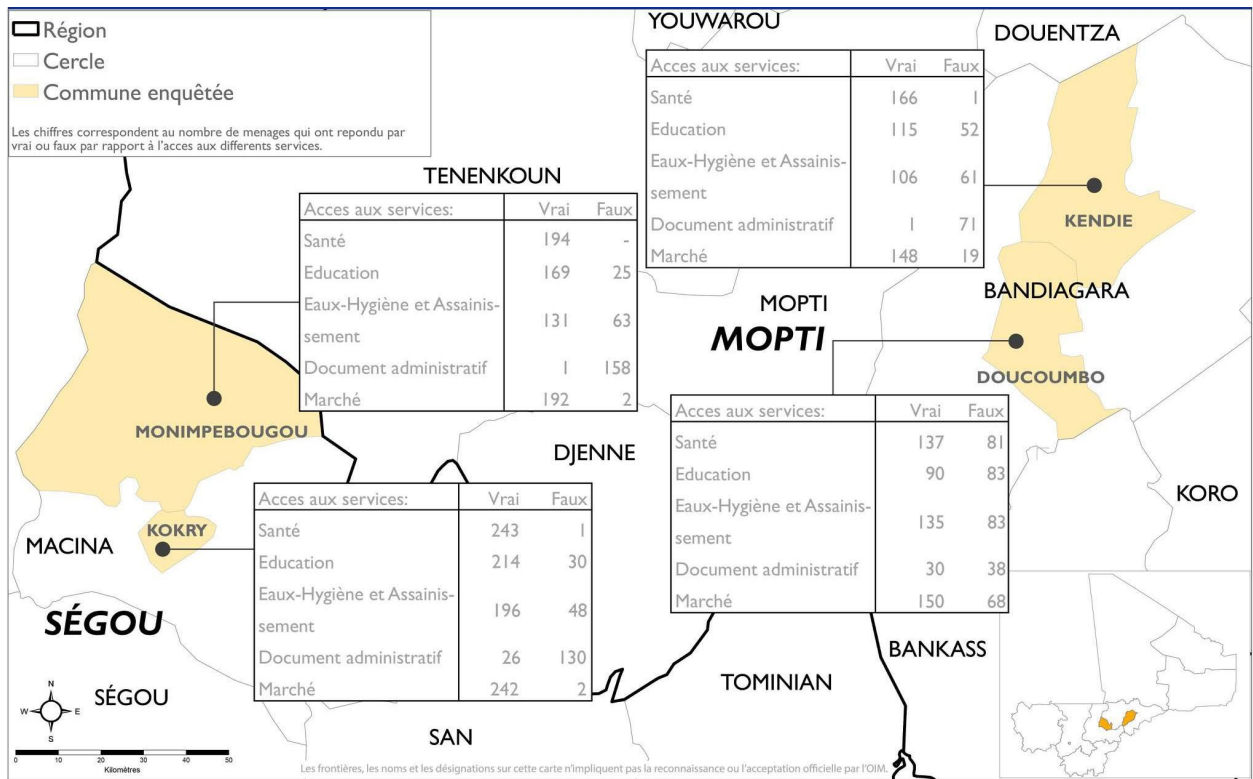 Région
Cercle
Commune enquêtée
Les chiffres correspondent au nombre de menages qui ont repondu par
vrai ou faux par rapport à l'acces aux differents services.
YOUWAROU
DOUENTZA
Acces aux services: Vrai Faux
Santé 166 1
Education 115 52
Eaux-Hygiène et Assainis-
sement 106 61
Document administratif 1 71
Marché 148 19
KENDIE
TENENKOUN
Acces aux services: Vrai Faux
Santé 194 -
Education 169 25
Eaux-Hygiène et Assainis-
sement 131 63
Document administratif 1 158
Marché 192 2
MOPTI
MOPTI
BANDIAGARA
DOUCOUMBO
MONIMPEBOUGOU
DJENNE
Acces aux services: Vrai Faux
Santé 137 81
Education 90 83
Eaux-Hygiène et Assainis-
sement 135 83
Document administratif 30 38
Marché 150 68
KORO
Acces aux services: Vrai Faux
Santé 243 1
Education 214 30
Eaux-Hygiène et Assainis-
sement 196 48
Document administratif 26 130
Marché 242 2
KOKRY
MACINA
SÉGOU
SÉGOU
BANKASS
TOMINIAN
SAN
N
W E
S
0 10 20 30 40 50
Kilomètres
Les frontières, les noms et les désignations sur cette carte n'impliquent pas la reconnaissance ou l'acceptation officielle par l'OIM.